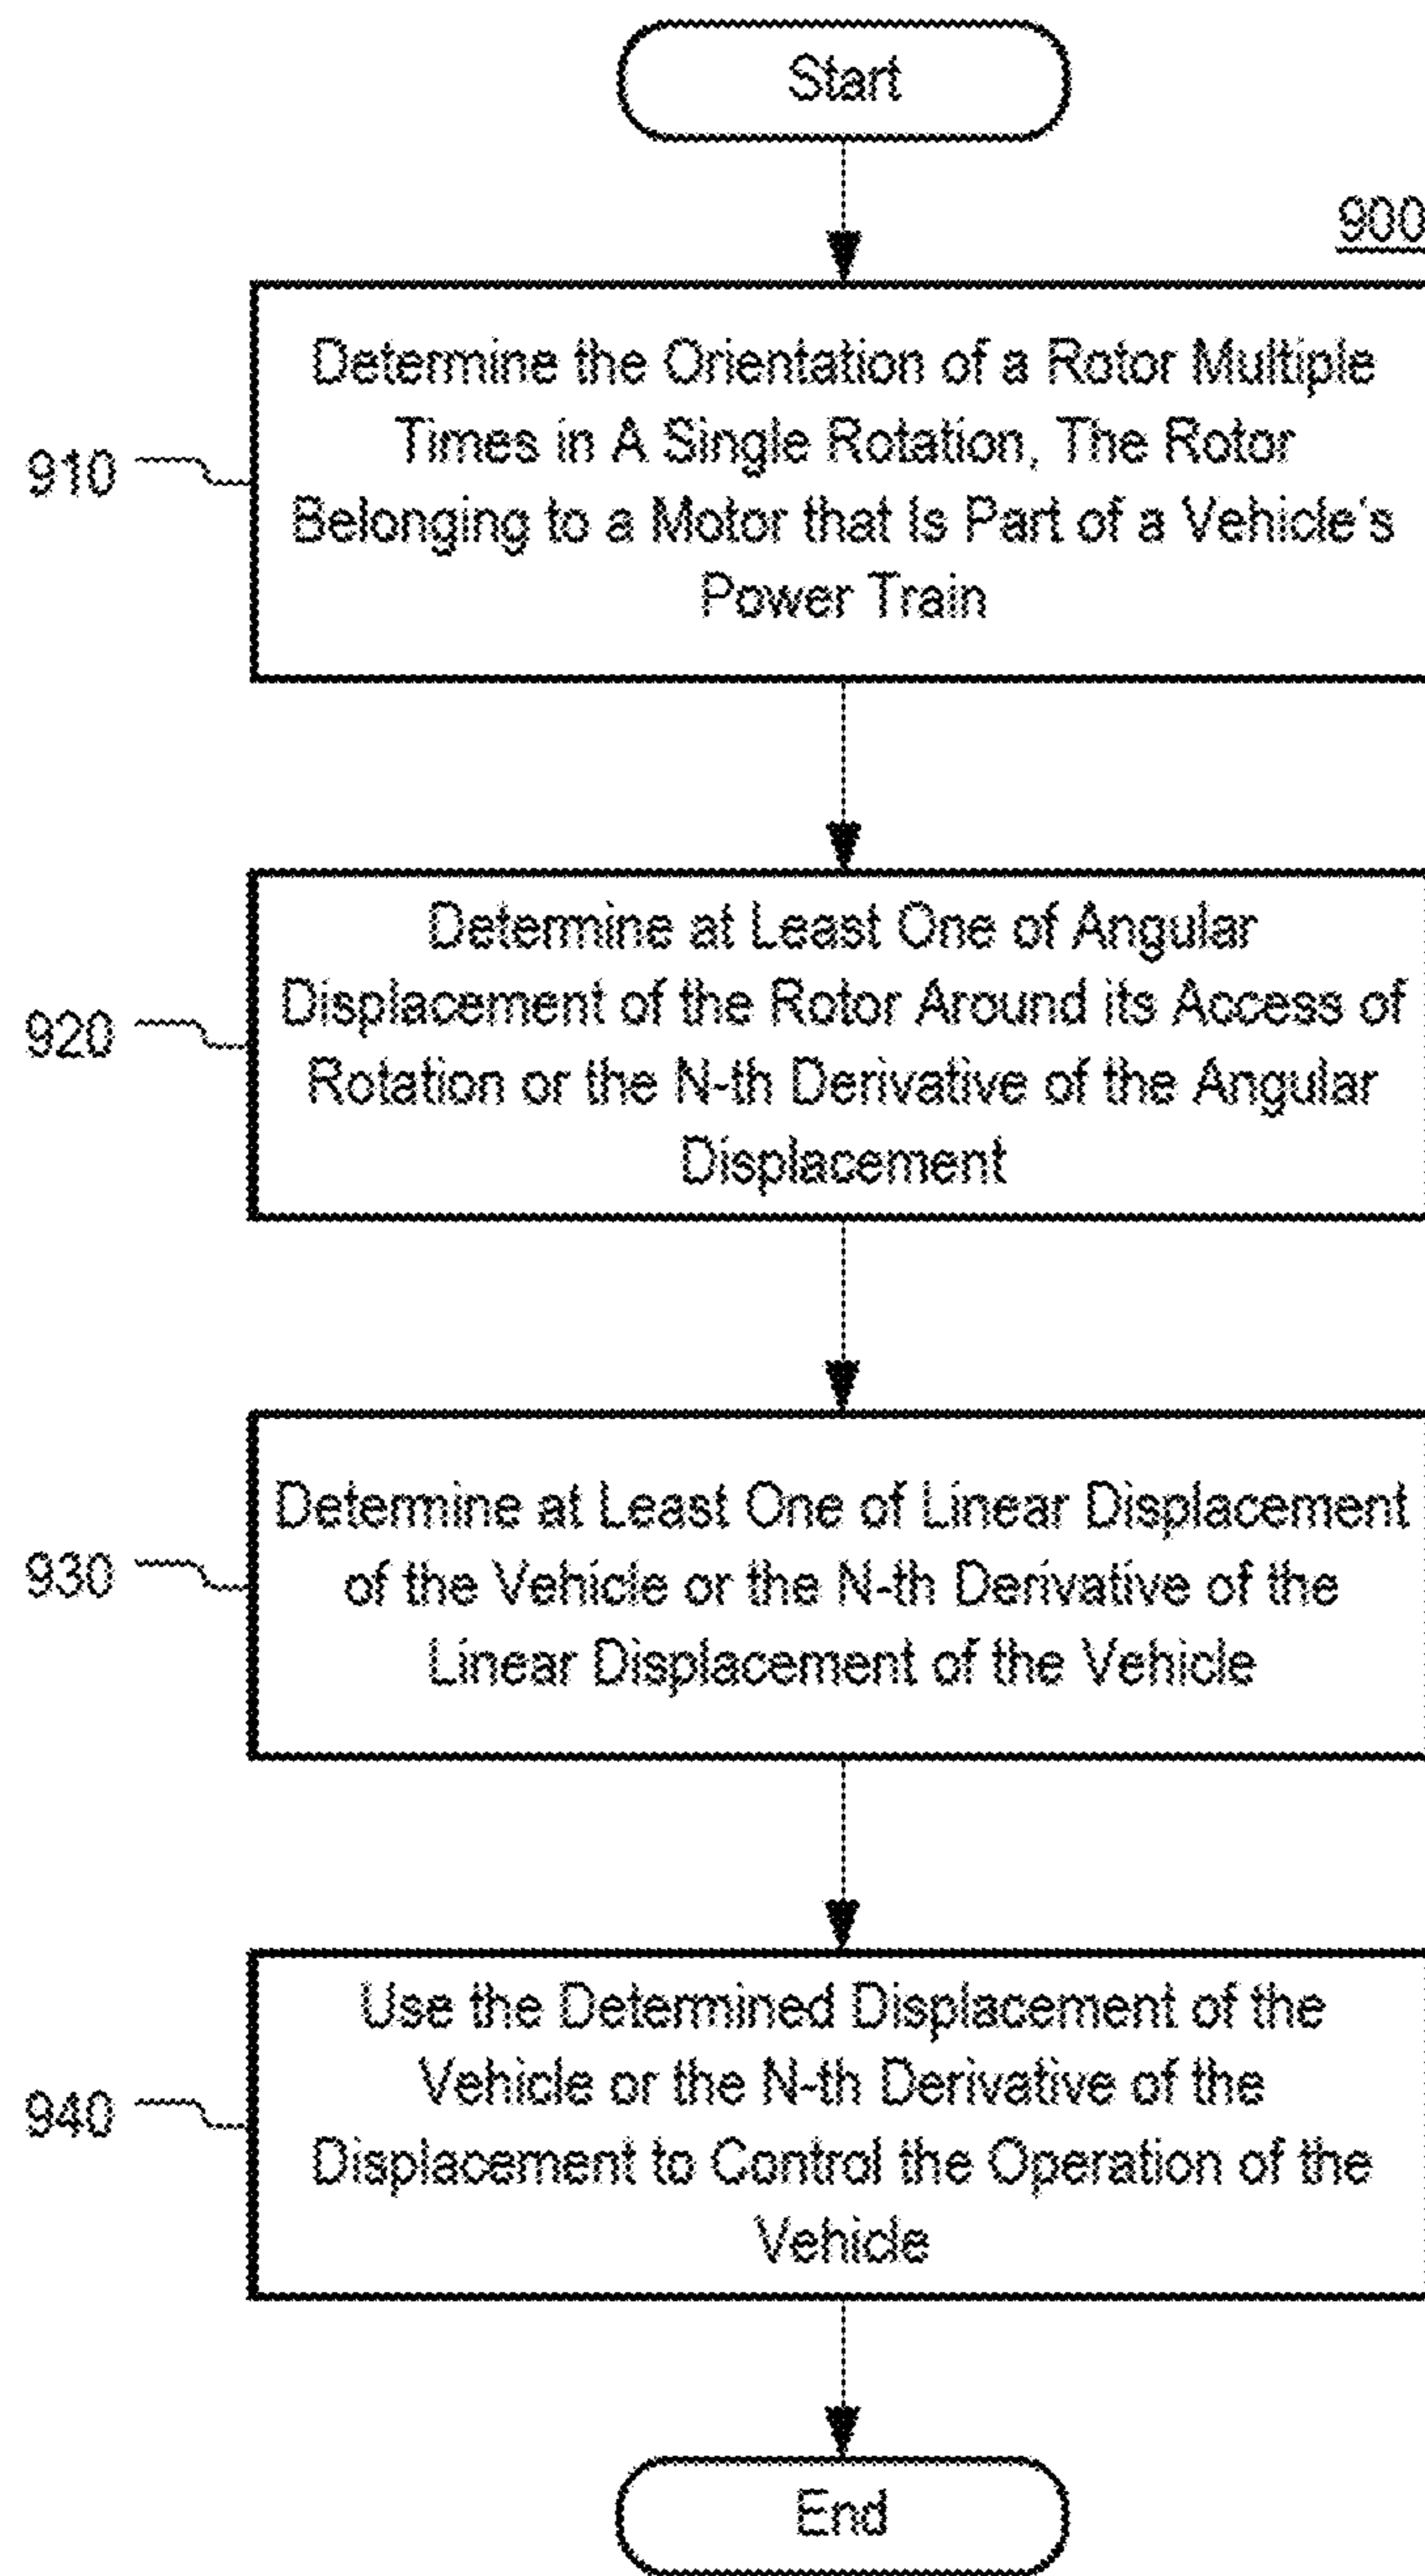 Start
900
Determine the Orientation of a Rotor Multiple
Times in A Single Rotation, The Rotor
Belonging to a Motor that Is Part of a Vehicle's
Power Train
910
Determine at Least One of Angular
Displacement of the Rotor Around its Access of
Rotation or the N-th Derivative of the Angular
Displacement
920
Determine at Least One of Linear Displacement
of the Vehicle or the N-th Derivative of the
Linear Displacement of the Vehicle
930
Use the Determined Displacement of the
Vehicle or the N-th Derivative of the
Displacement to Control the Operation of the
Vehicle
940
End